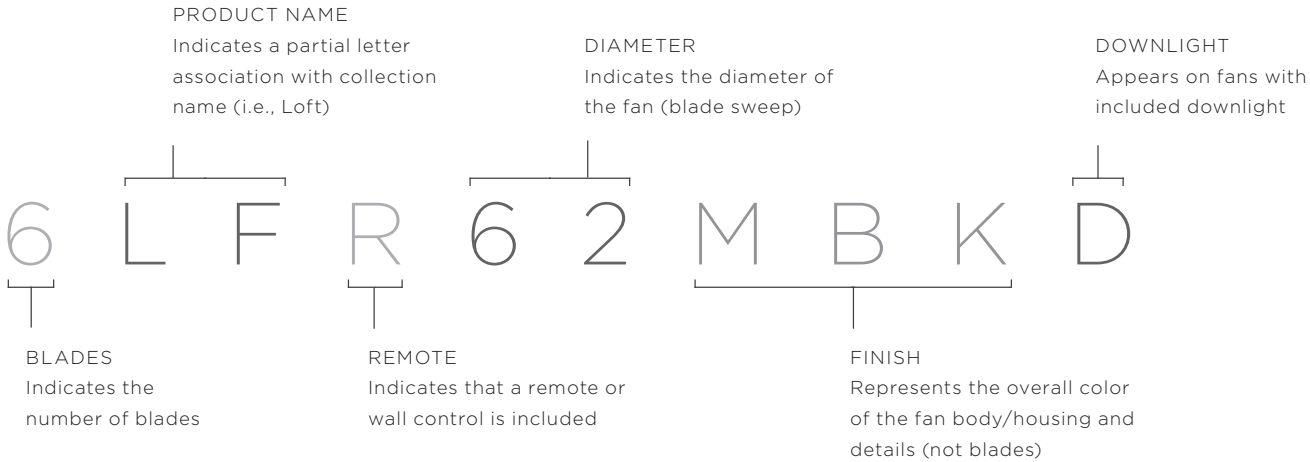 PRODUCT NAME
Indicates a partial letter
association with collection
name (i.e., Loft)
DIAMETER
Indicates the diameter of
the fan (blade sweep)
DOWNLIGHT
Appears on fans with
included downlight
6 L F R 6 2 M B K D
BLADES
Indicates the
number of blades
REMOTE
Indicates that a remote or
wall control is included
FINISH
Represents the overall color
of the fan body/housing and
details (not blades)